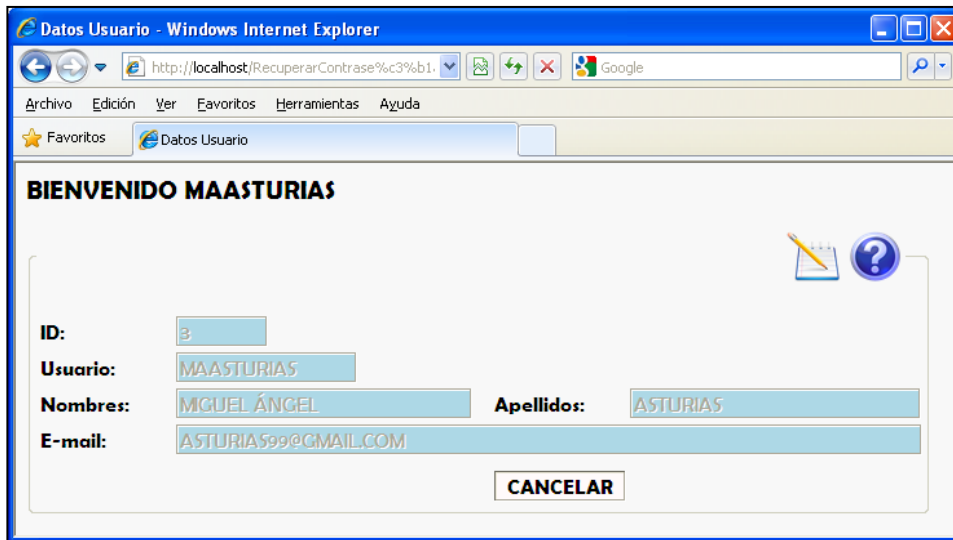 Datos Usuario - Windows Internet Explorer
http://localhost/RecuperarContrase%c3%b1.
Google
Archivo Edición Ver Favoritos Herramientas Ayuda
Favoritos Datos Usuario
BIENVENIDO MAASTURIAS
?
ID: 3
Usuario: MAASTURIAS
Nombres: MIGUEL ÁNGEL Apellidos: ASTURIAS
E-mail: ASTURIAS99@GMAIL.COM
CANCELAR